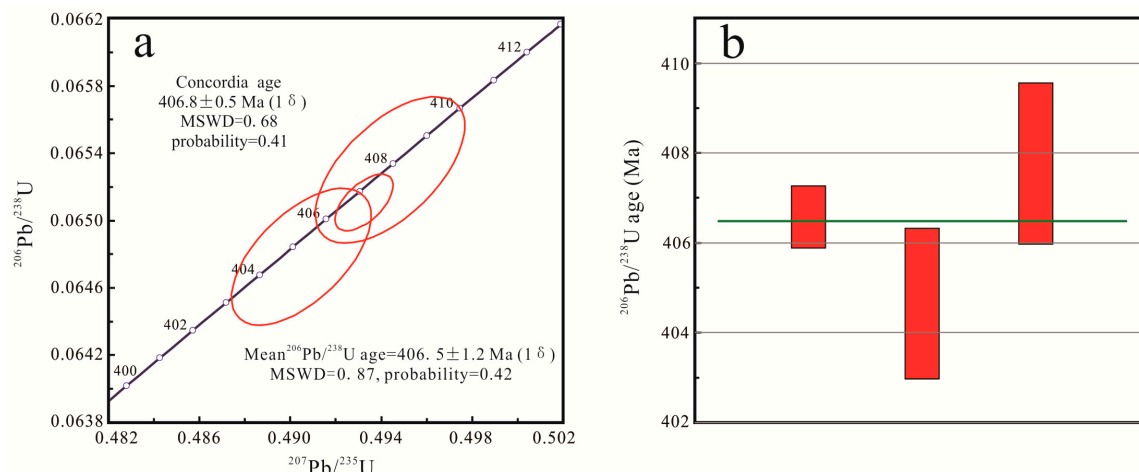 a
Concordia age
406.8±0.5 Ma (1δ)
MSWD=0.68
probability=0.41
412
410
408
406
404
402
400
Mean ²⁰⁶Pb/²³⁸U age=406.5±1.2 Ma (1δ)
MSWD=0.87, probability=0.42
0.0662
0.0658
0.0654
0.0650
0.0646
0.0642
0.0638
²⁰⁶Pb/²³⁸U
0.482 0.486 0.490 0.494 0.498 0.502
²⁰⁷Pb/²³⁵U
b
410
408
406
404
402
²⁰⁶Pb/²³⁸U age (Ma)